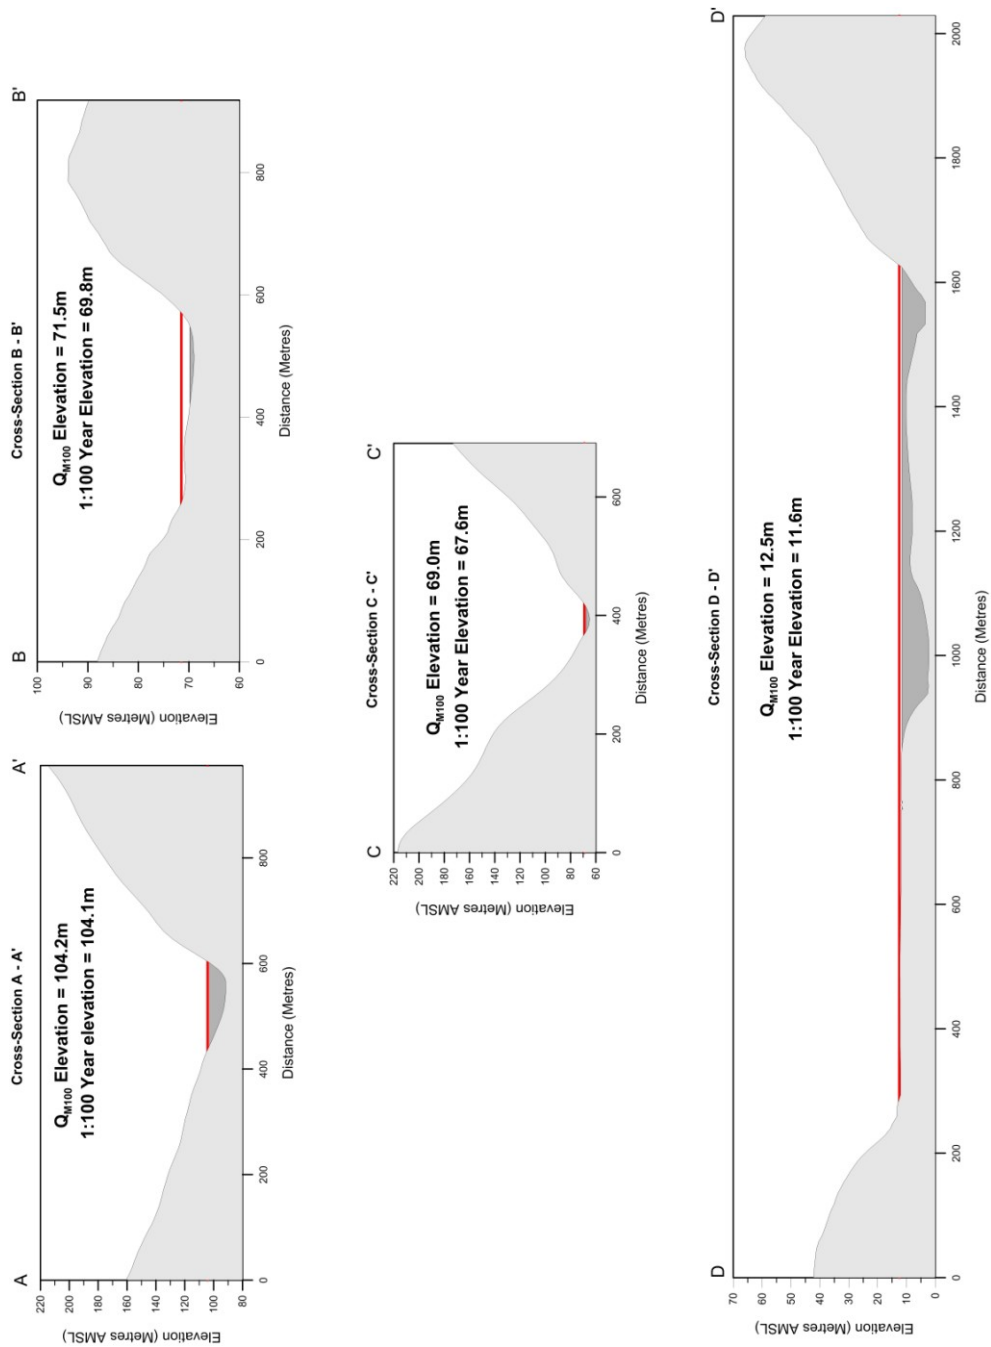 Cross-Section A - A'
A
A'
Q_M100 Elevation = 104.2m
1:100 Year elevation = 104.1m
Elevation (Metres AMSL)
220
200
180
160
140
120
100
80
0
200
400
600
800
Distance (Metres)
Cross-Section B - B'
B
B'
Q_M100 Elevation = 71.5m
1:100 Year Elevation = 69.8m
Elevation (Metres AMSL)
100
90
80
70
60
0
200
400
600
800
Distance (Metres)
Cross-Section C - C'
C
C'
Q_M100 Elevation = 69.0m
1:100 Year Elevation = 67.6m
Elevation (Metres AMSL)
220
200
180
160
140
120
100
80
60
0
200
400
600
Distance (Metres)
Cross-Section D - D'
D
D'
Q_M100 Elevation = 12.5m
1:100 Year Elevation = 11.6m
Elevation (Metres AMSL)
70
60
50
40
30
20
10
0
0
200
400
600
800
1000
1200
1400
1600
1800
2000
Distance (Metres)